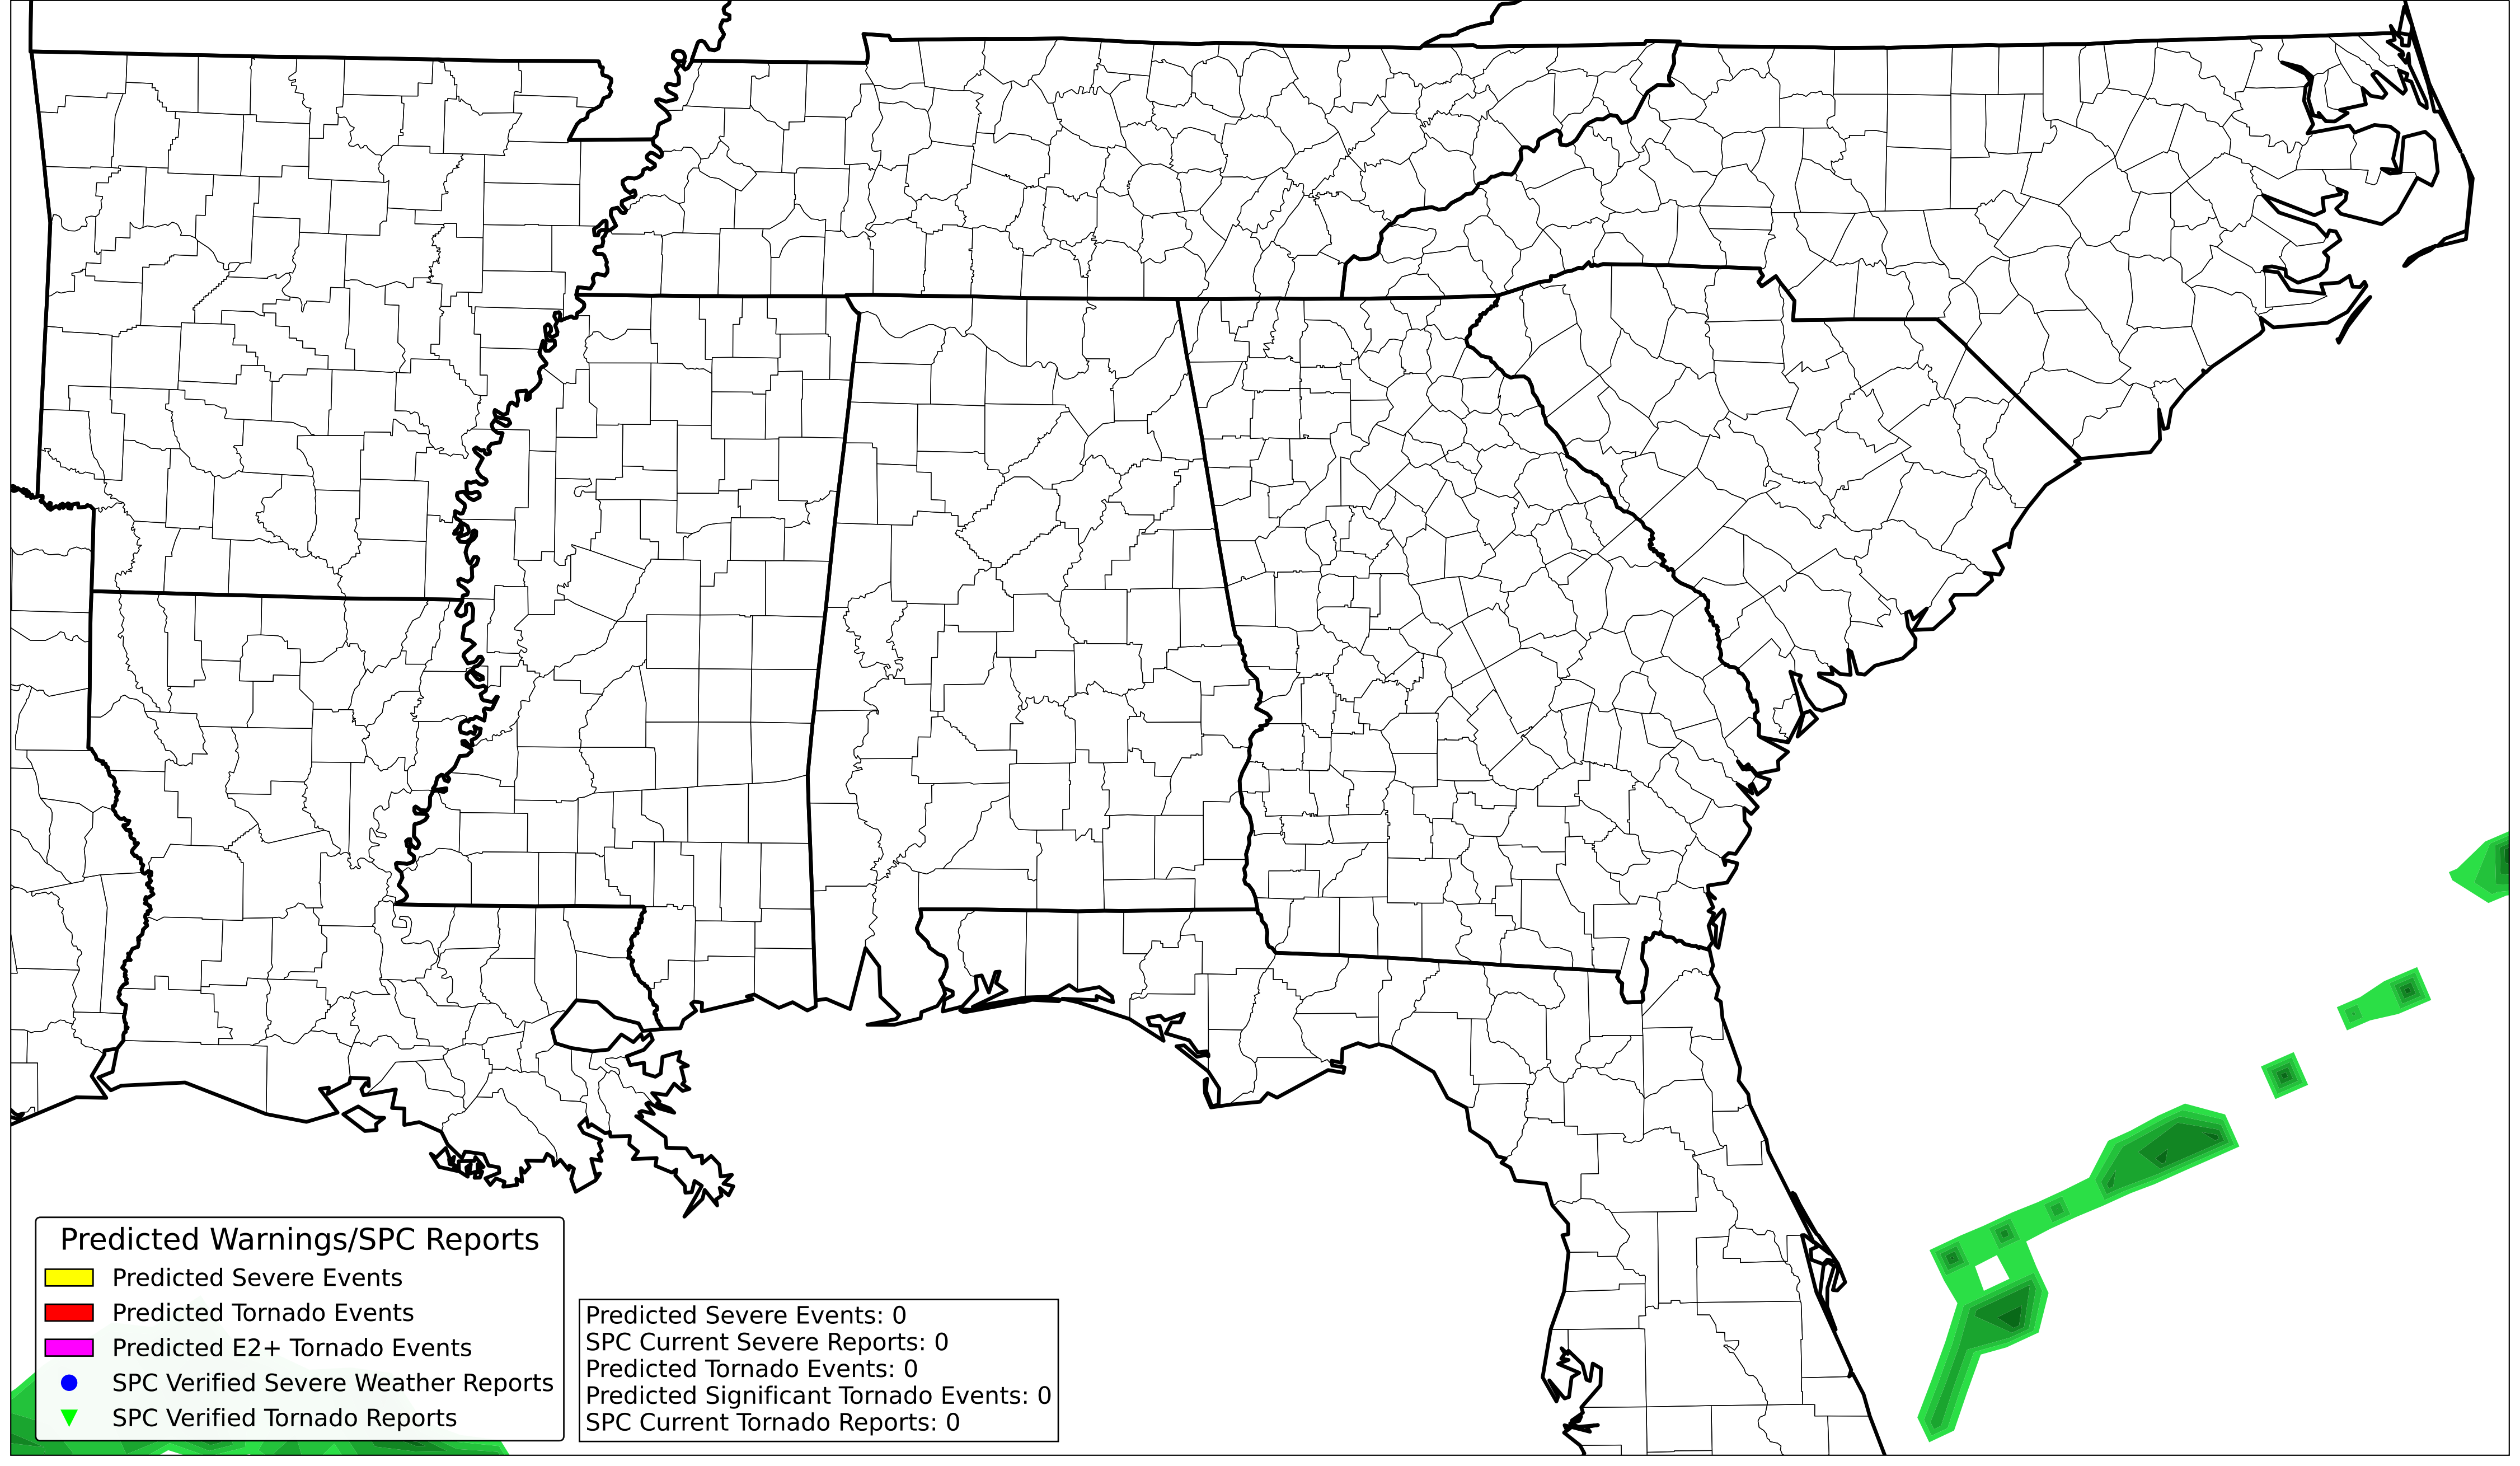 Predicted Warnings/SPC Reports
Predicted Severe Events
Predicted Tornado Events
Predicted E2+ Tornado Events
SPC Verified Severe Weather Reports
SPC Verified Tornado Reports
Predicted Severe Events: 0
SPC Current Severe Reports: 0
Predicted Tornado Events: 0
Predicted Significant Tornado Events: 0
SPC Current Tornado Reports: 0